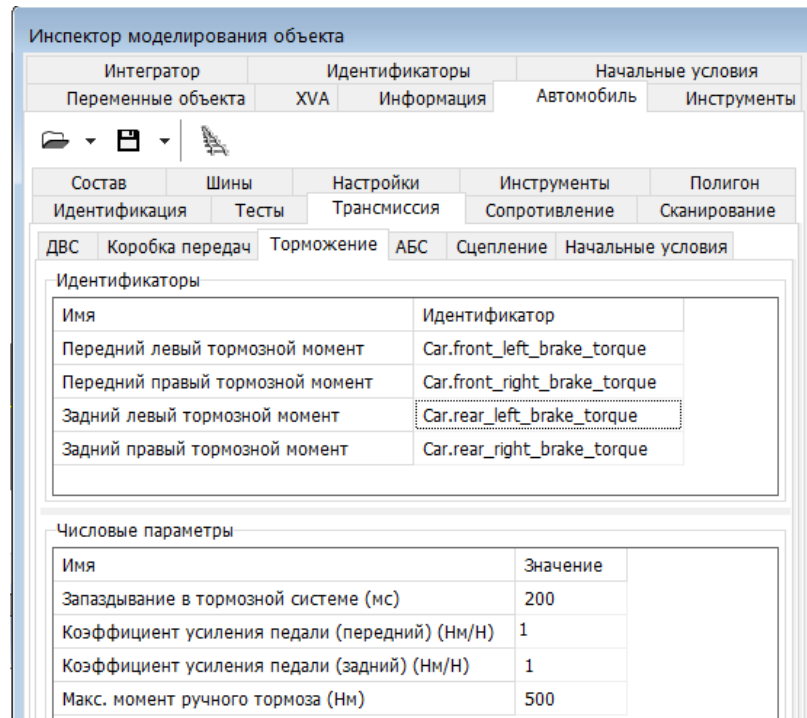 Инспектор моделирования объекта
Интегратор Идентификаторы Начальные условия
Переменные объекта XVA Информация Автомобиль Инструменты
Состав Шины Настройки Инструменты Полигон
Идентификация Тесты Трансмиссия Сопротивление Сканирование
ДВС Коробка передач Торможение АБС Сцепление Начальные условия
Идентификаторы
Имя Идентификатор
Передний левый тормозной момент Car.front_left_brake_torque
Передний правый тормозной момент Car.front_right_brake_torque
Задний левый тормозной момент Car.rear_left_brake_torque
Задний правый тормозной момент Car.rear_right_brake_torque
Числовые параметры
Имя Значение
Запаздывание в тормозной системе (мс) 200
Коэффициент усиления педали (передний) (Нм/Н) 1
Коэффициент усиления педали (задний) (Нм/Н) 1
Макс. момент ручного тормоза (Нм) 500